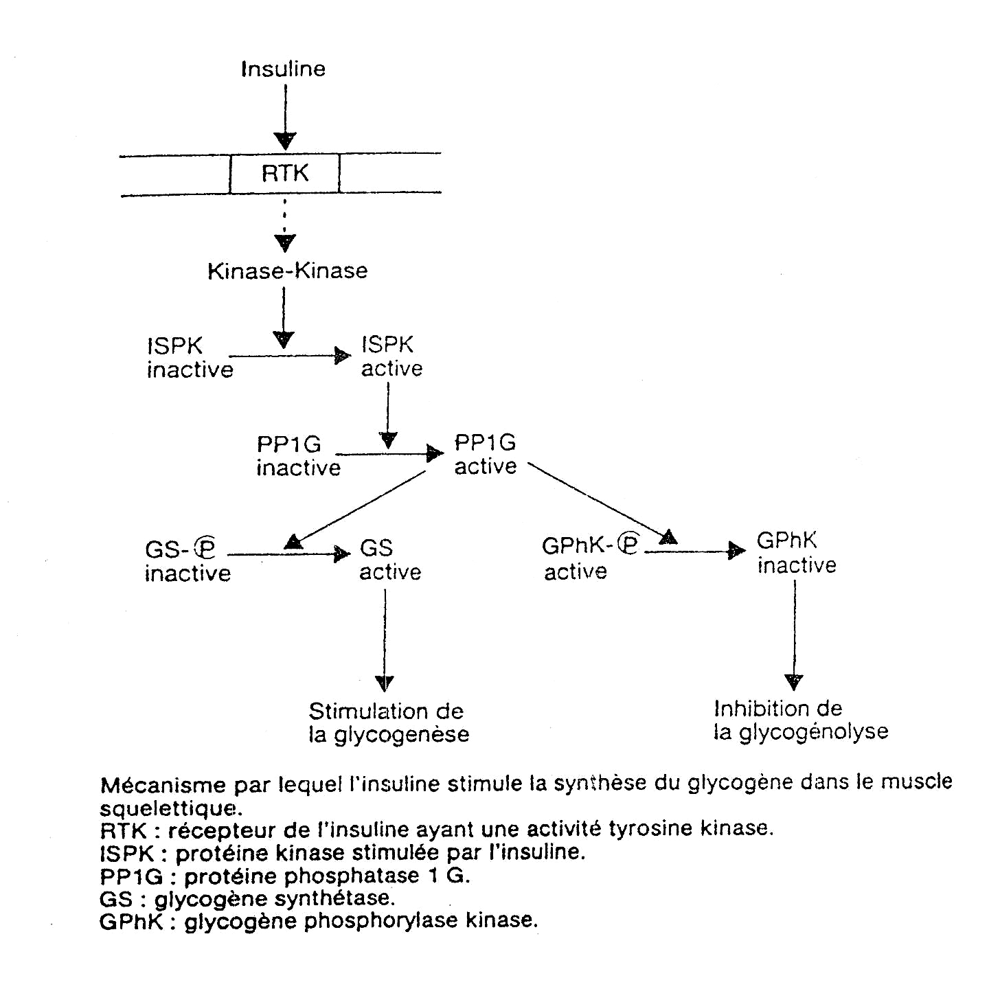 Insuline
RTK
Kinase-Kinase
ISPK
inactive
ISPK
active
PP1G
inactive
PP1G
active
GS-P
inactive
GS
active
GPhK-P
active
GPhK
inactive
Stimulation de
la glycogenèse
Inhibition de
la glycogénolyse
Mécanisme par lequel l'insuline stimule la synthèse du glycogène dans le muscle
squelettique.
RTK : récepteur de l'insuline ayant une activité tyrosine kinase.
ISPK : protéine kinase stimulée par l'insuline.
PP1G : protéine phosphatase 1 G.
GS : glycogène synthétase.
GPhK : glycogène phosphorylase kinase.